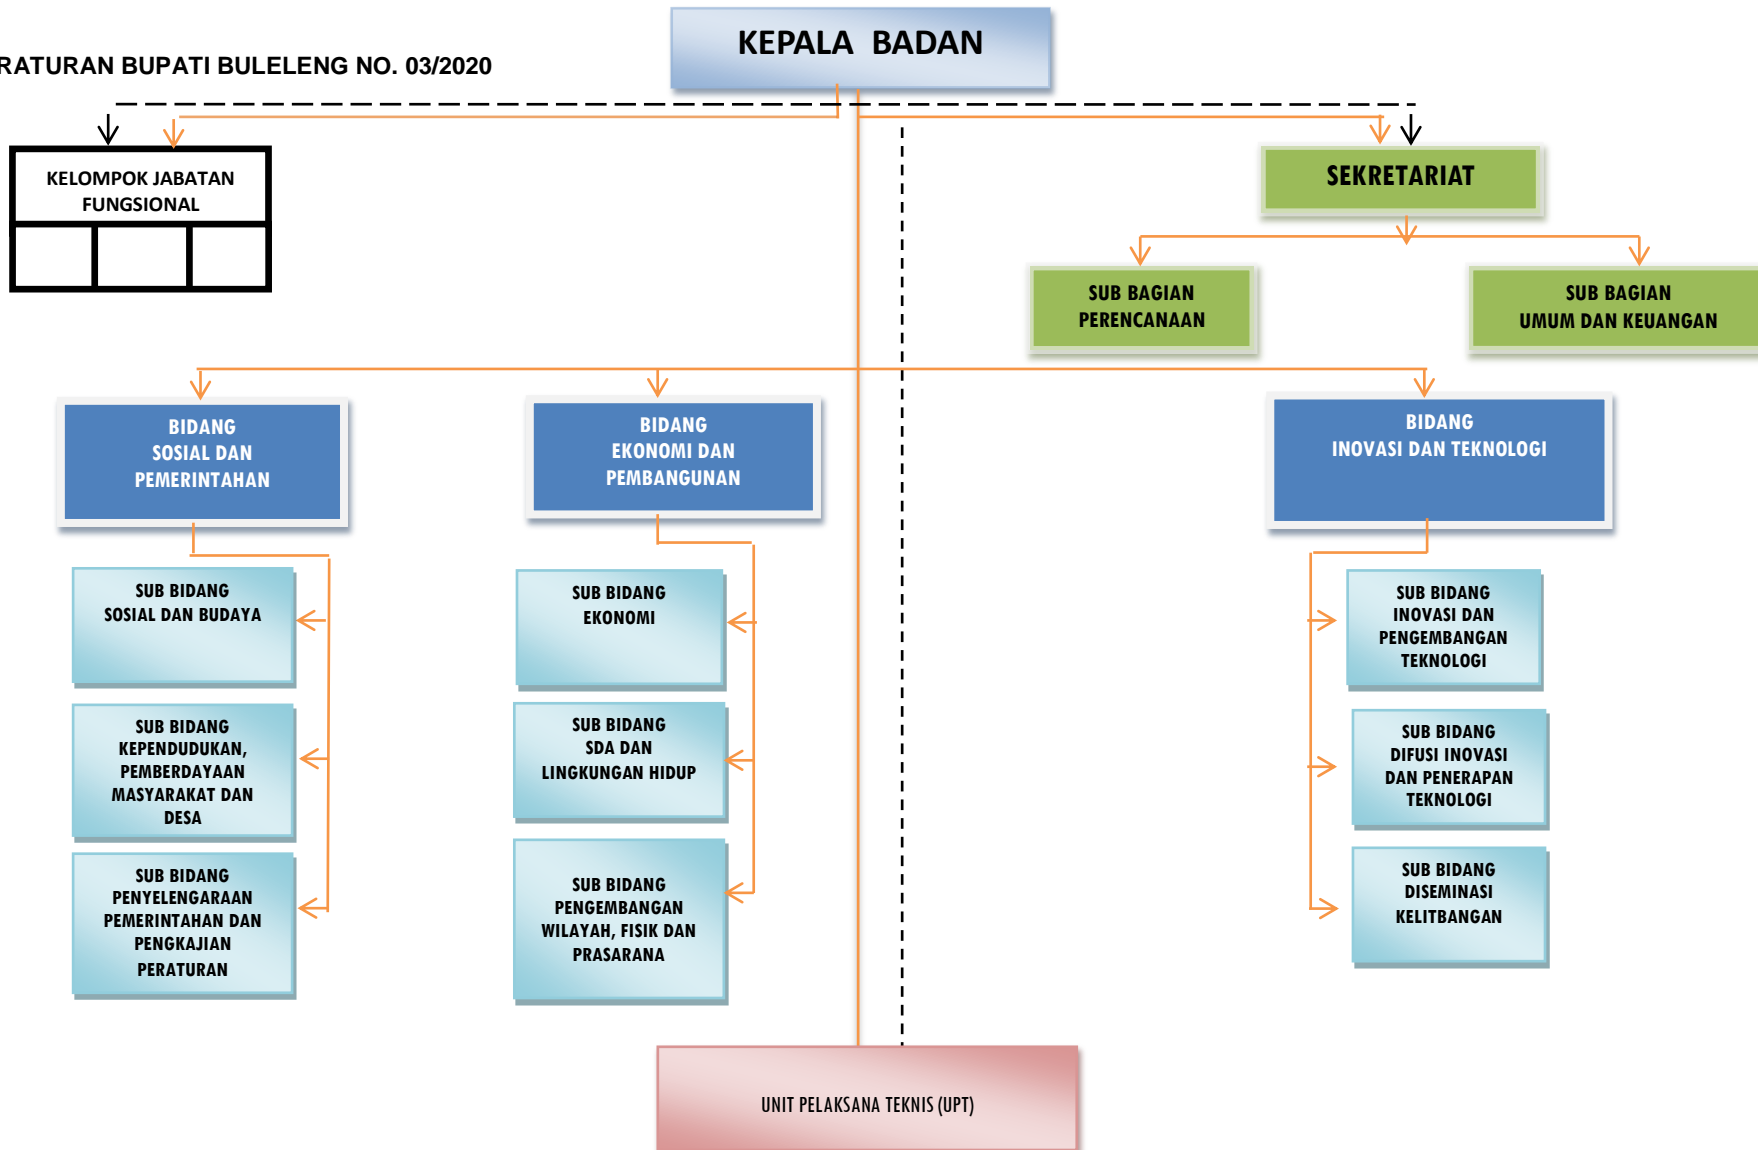 KEPALA BADAN
RATURAN BUPATI BULELENG NO. 03/2020
KELOMPOK JABATAN
FUNGSIONAL
SEKRETARIAT
SUB BAGIAN
PERENCANAAN
SUB BAGIAN
UMUM DAN KEUANGAN
BIDANG
SOSIAL DAN
PEMERINTAHAN
BIDANG
EKONOMI DAN
PEMBANGUNAN
BIDANG
INOVASI DAN TEKNOLOGI
SUB BIDANG
SOSIAL DAN BUDAYA
SUB BIDANG
EKONOMI
SUB BIDANG
INOVASI DAN
PENGEMBANGAN
TEKNOLOGI
SUB BIDANG
KEPENDUDUKAN,
PEMBERDAYAAN
MASYARAKAT DAN
DESA
SUB BIDANG
SDA DAN
LINGKUNGAN HIDUP
SUB BIDANG
DIFUSI INOVASI
DAN PENERAPAN
TEKNOLOGI
SUB BIDANG
PENYELENGARAAN
PEMERINTAHAN DAN
PENGKAJIAN
PERATURAN
SUB BIDANG
PENGEMBANGAN
WILAYAH, FISIK DAN
PRASARANA
SUB BIDANG
DISEMINASI
KELITBANGAN
UNIT PELAKSANA TEKNIS (UPT)